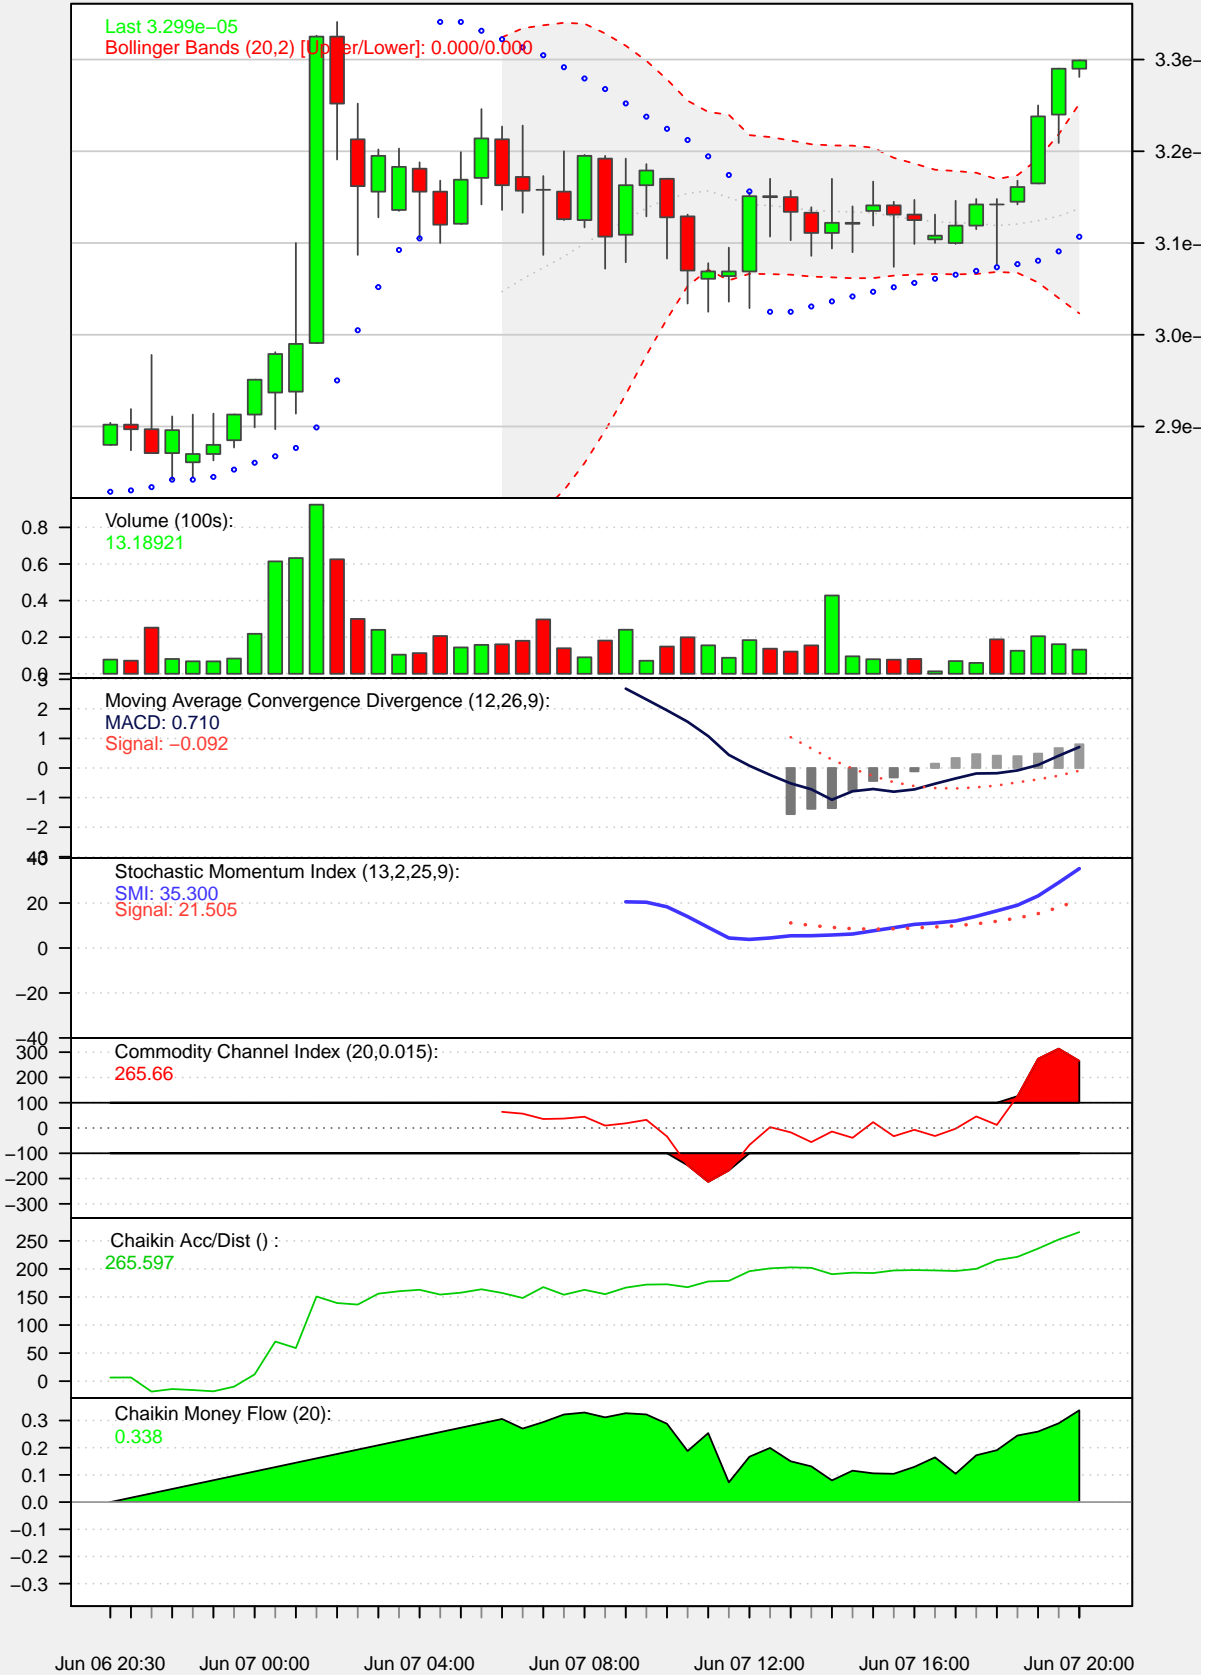 Last 3.299e−05
Bollinger Bands (20,2) [Upper/Lower]: 0.000/0.000
3.3e−
3.2e−
3.1e−
3.0e−
2.9e−
Volume (100s):
13.18921
0.8
0.6
0.4
0.2
0.0
Moving Average Convergence Divergence (12,26,9):
MACD: 0.710
Signal: −0.092
3
2
1
0
−1
−2
−3
Stochastic Momentum Index (13,2,25,9):
SMI: 35.300
Signal: 21.505
40
20
0
−20
−40
Commodity Channel Index (20,0.015):
265.66
300
200
100
0
−100
−200
−300
Chaikin Acc/Dist () :
265.597
250
200
150
100
50
0
Chaikin Money Flow (20):
0.338
0.3
0.2
0.1
0.0
−0.1
−0.2
−0.3
Jun 06 20:30 Jun 07 00:00 Jun 07 04:00 Jun 07 08:00 Jun 07 12:00 Jun 07 16:00 Jun 07 20:00